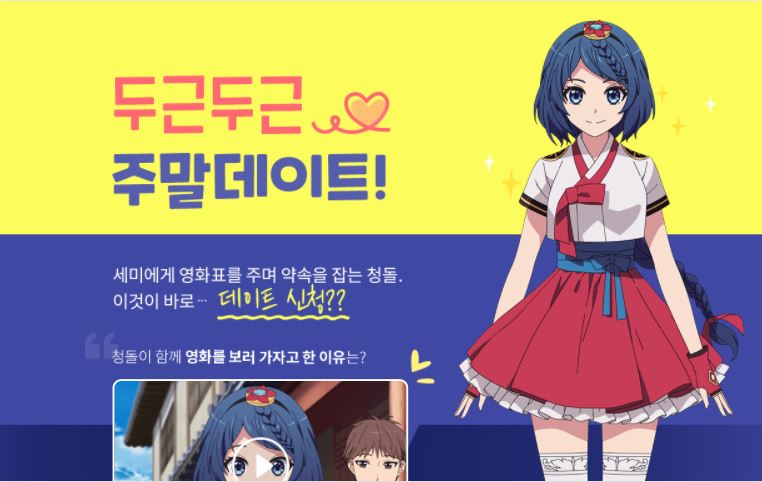 두근두근
주말데이트!
세미에게 영화표를 주며 약속을 잡는 청돌.
이것이 바로… 데이트 신청??
“
청돌이 함께 영화를 보러 가자고 한 이유는?